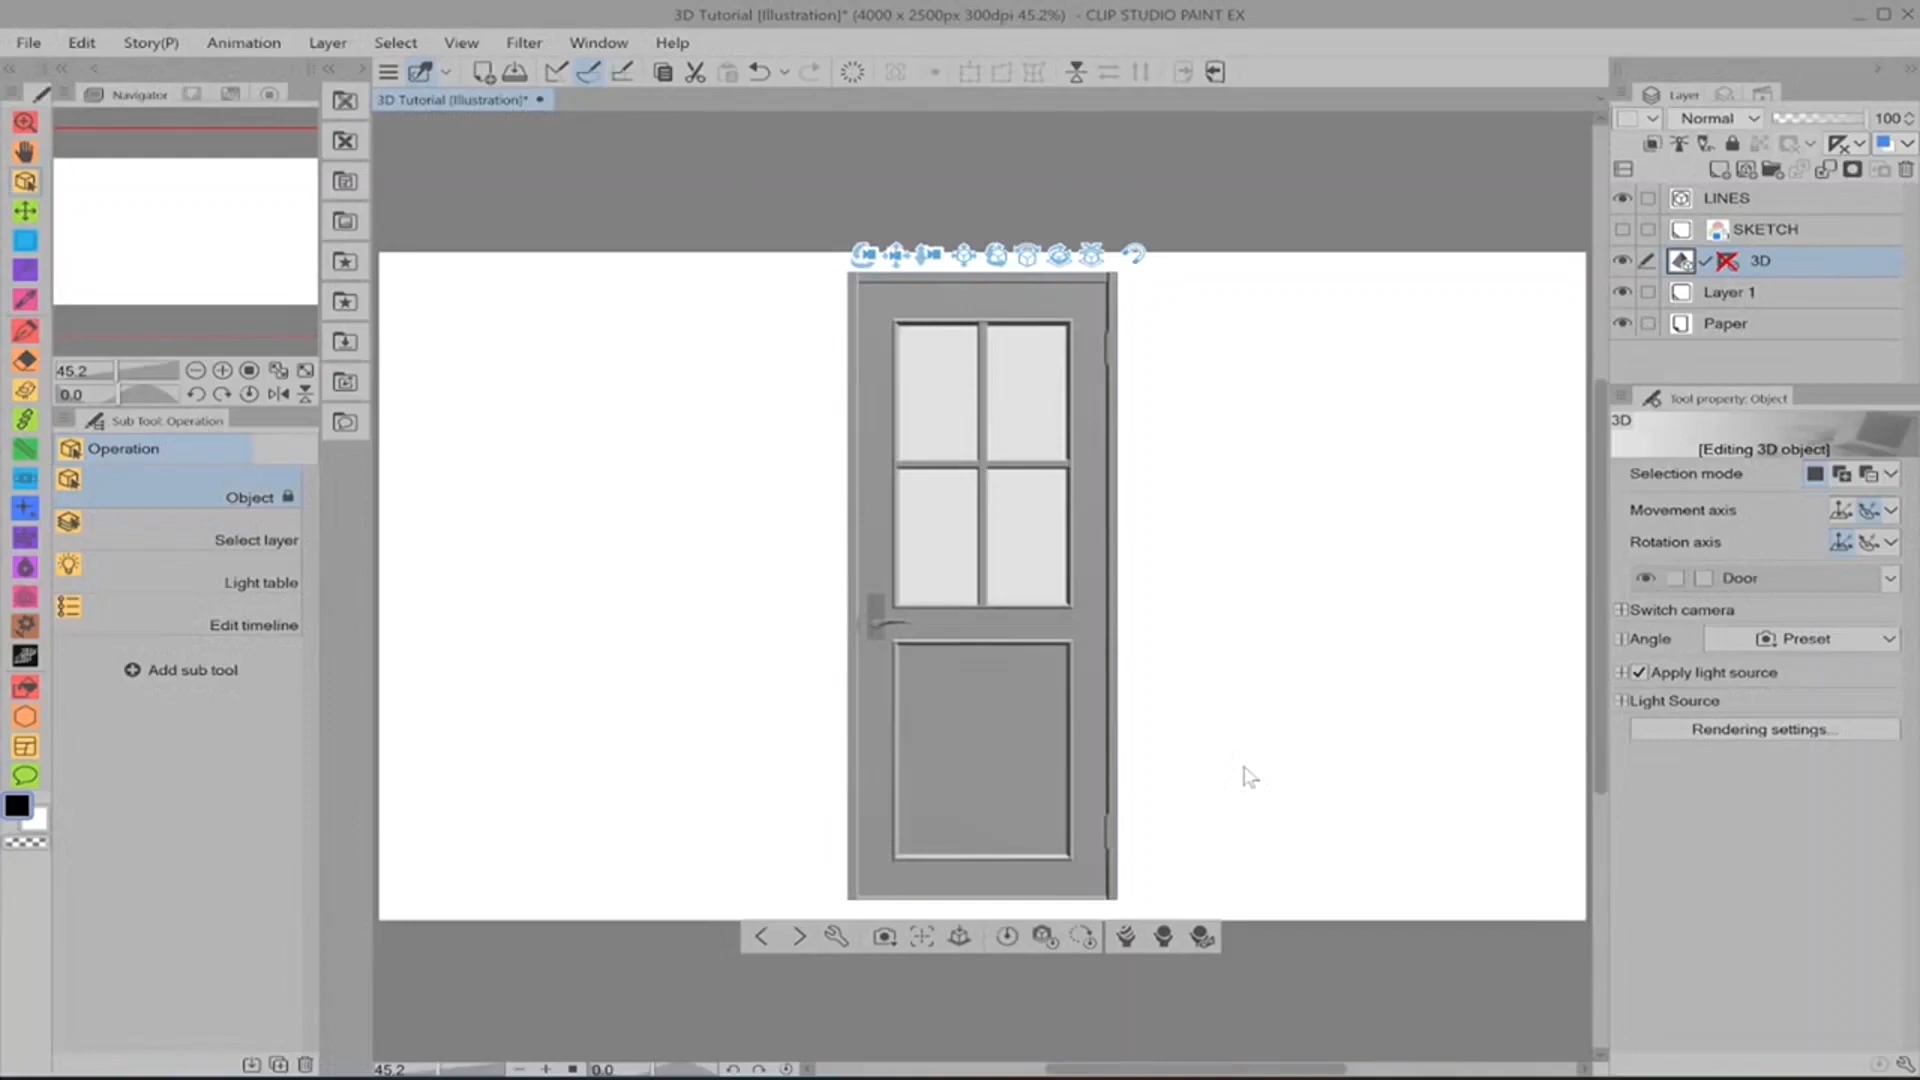 3D Tutorial [Illustration]* (4000 x 2500px 300dpi 45.2%) - CLIP STUDIO PAINT EX
File Edit Story(P) Animation Layer Select View Filter Window Help
Navigator
3D Tutorial [Illustration]*
45.2
0.0
Sub Tool: Operation
Operation
Object
Select layer
Light table
Edit timeline
Add sub tool
45.2 0.0
Layer
Normal 100
LINES
SKETCH
3D
Layer 1
Paper
Tool property: Object
3D
[Editing 3D object]
Selection mode
Movement axis
Rotation axis
Door
Switch camera
Angle Preset
Apply light source
Light Source
Rendering settings...